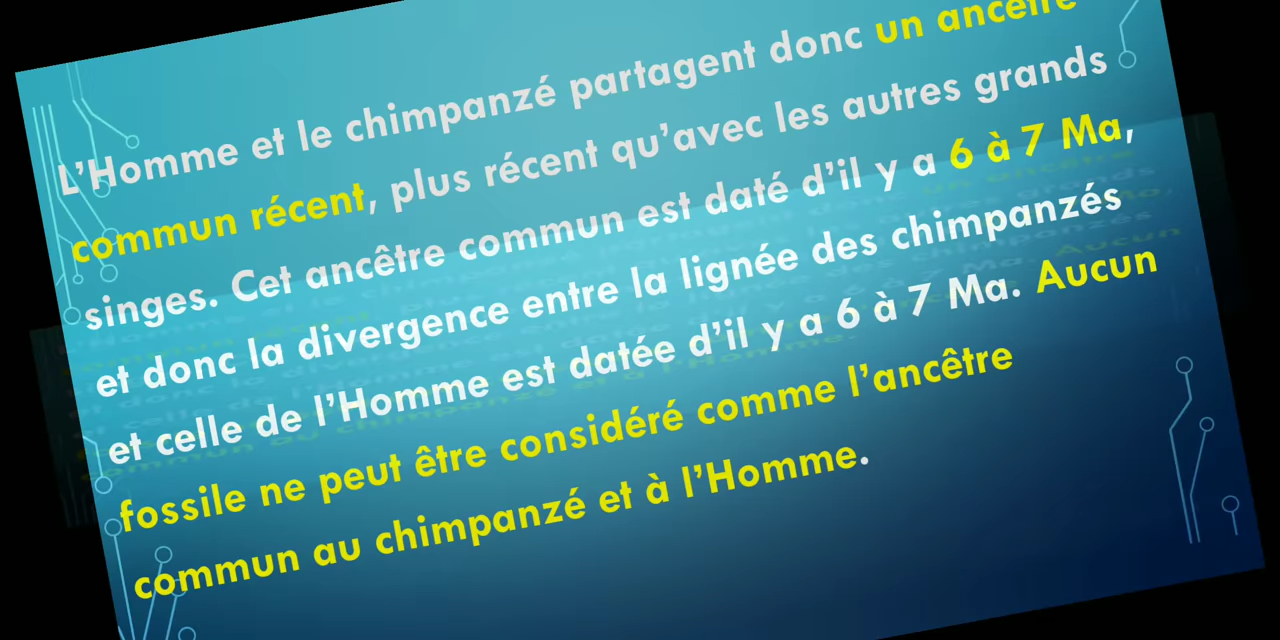 L'Homme et le chimpanzé partagent donc un ancêtre
commun récent, plus récent qu'avec les autres grands
singes. Cet ancêtre commun est daté d'il y a 6 à 7 Ma,
et donc la divergence entre la lignée des chimpanzés
et celle de l'Homme est datée d'il y a 6 à 7 Ma. Aucun
fossile ne peut être considéré comme l'ancêtre
commun au chimpanzé et à l'Homme.